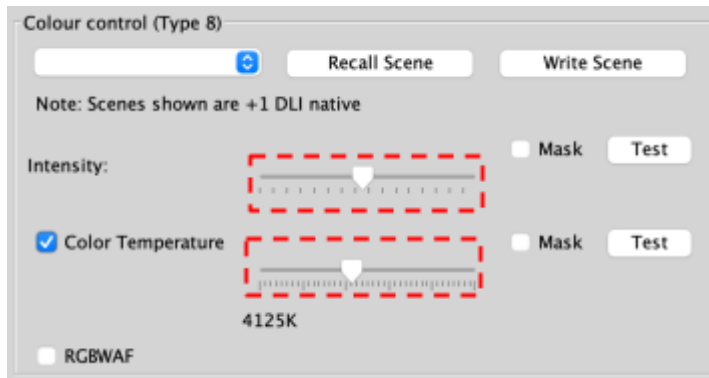 Colour control (Type 8)
Recall Scene
Write Scene
Note: Scenes shown are +1 DLI native
Intensity:
Mask
Test
Color Temperature
Mask
Test
4125K
RGBWAF